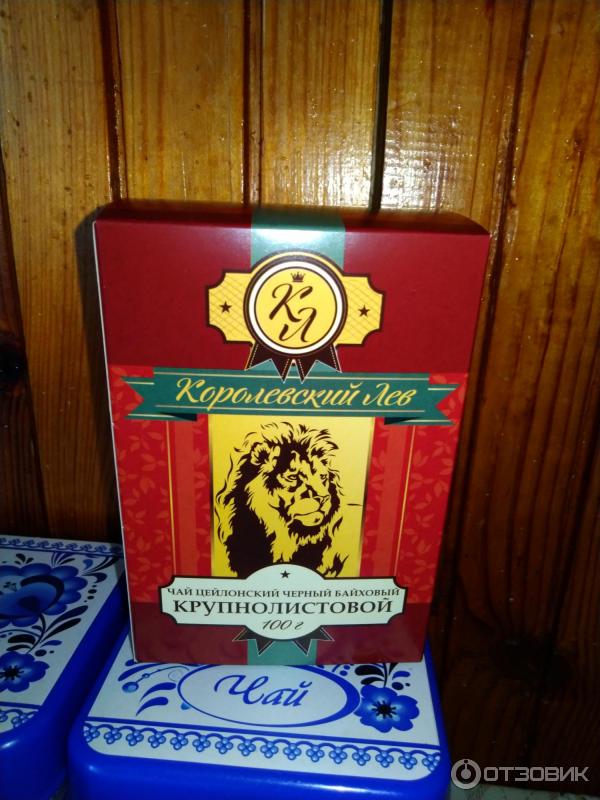 КЛ
Королевский Лев
ЧАЙ ЦЕЙЛОНСКИЙ ЧЕРНЫЙ БАЙХОВЫЙ
КРУПНОЛИСТОВОЙ
100 г
Чай
ОТЗОВИК